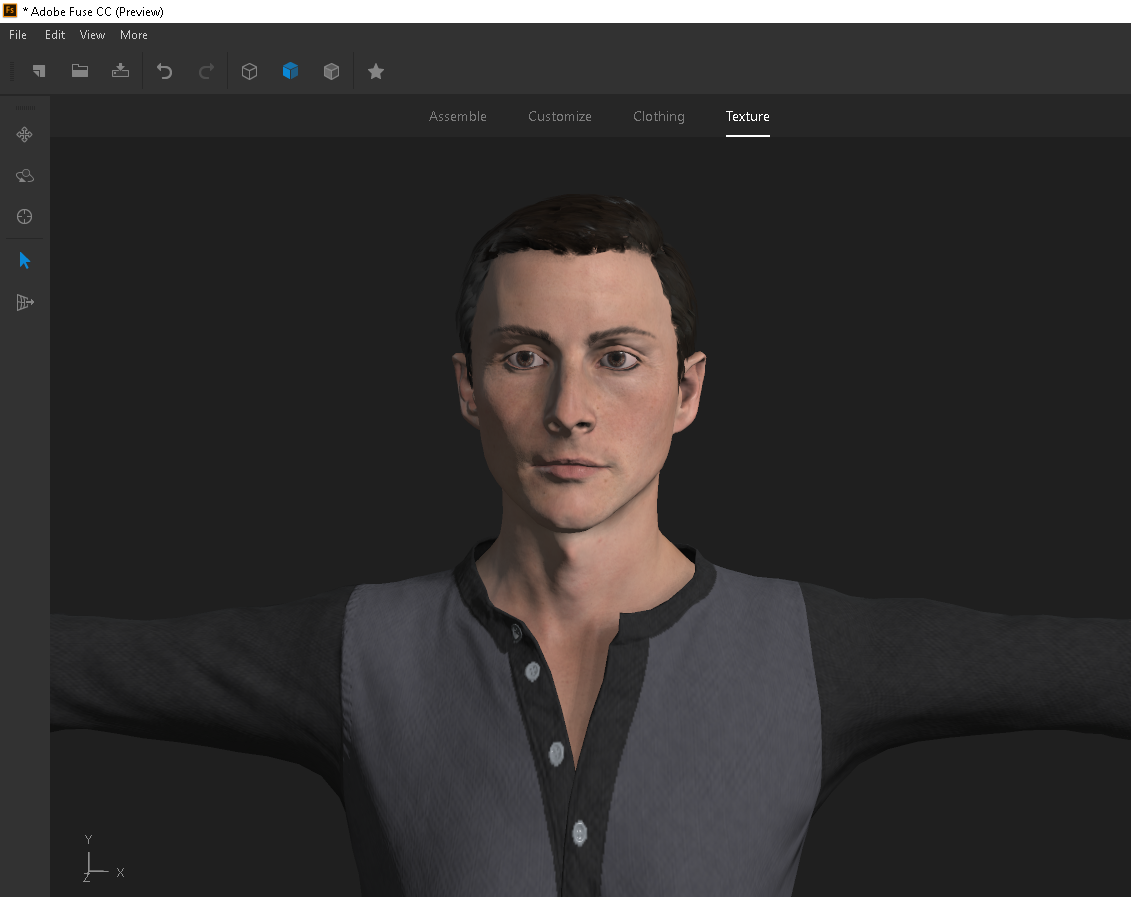 Fs * Adobe Fuse CC (Preview)
File Edit View More
Assemble Customize Clothing Texture
Y
X
Z